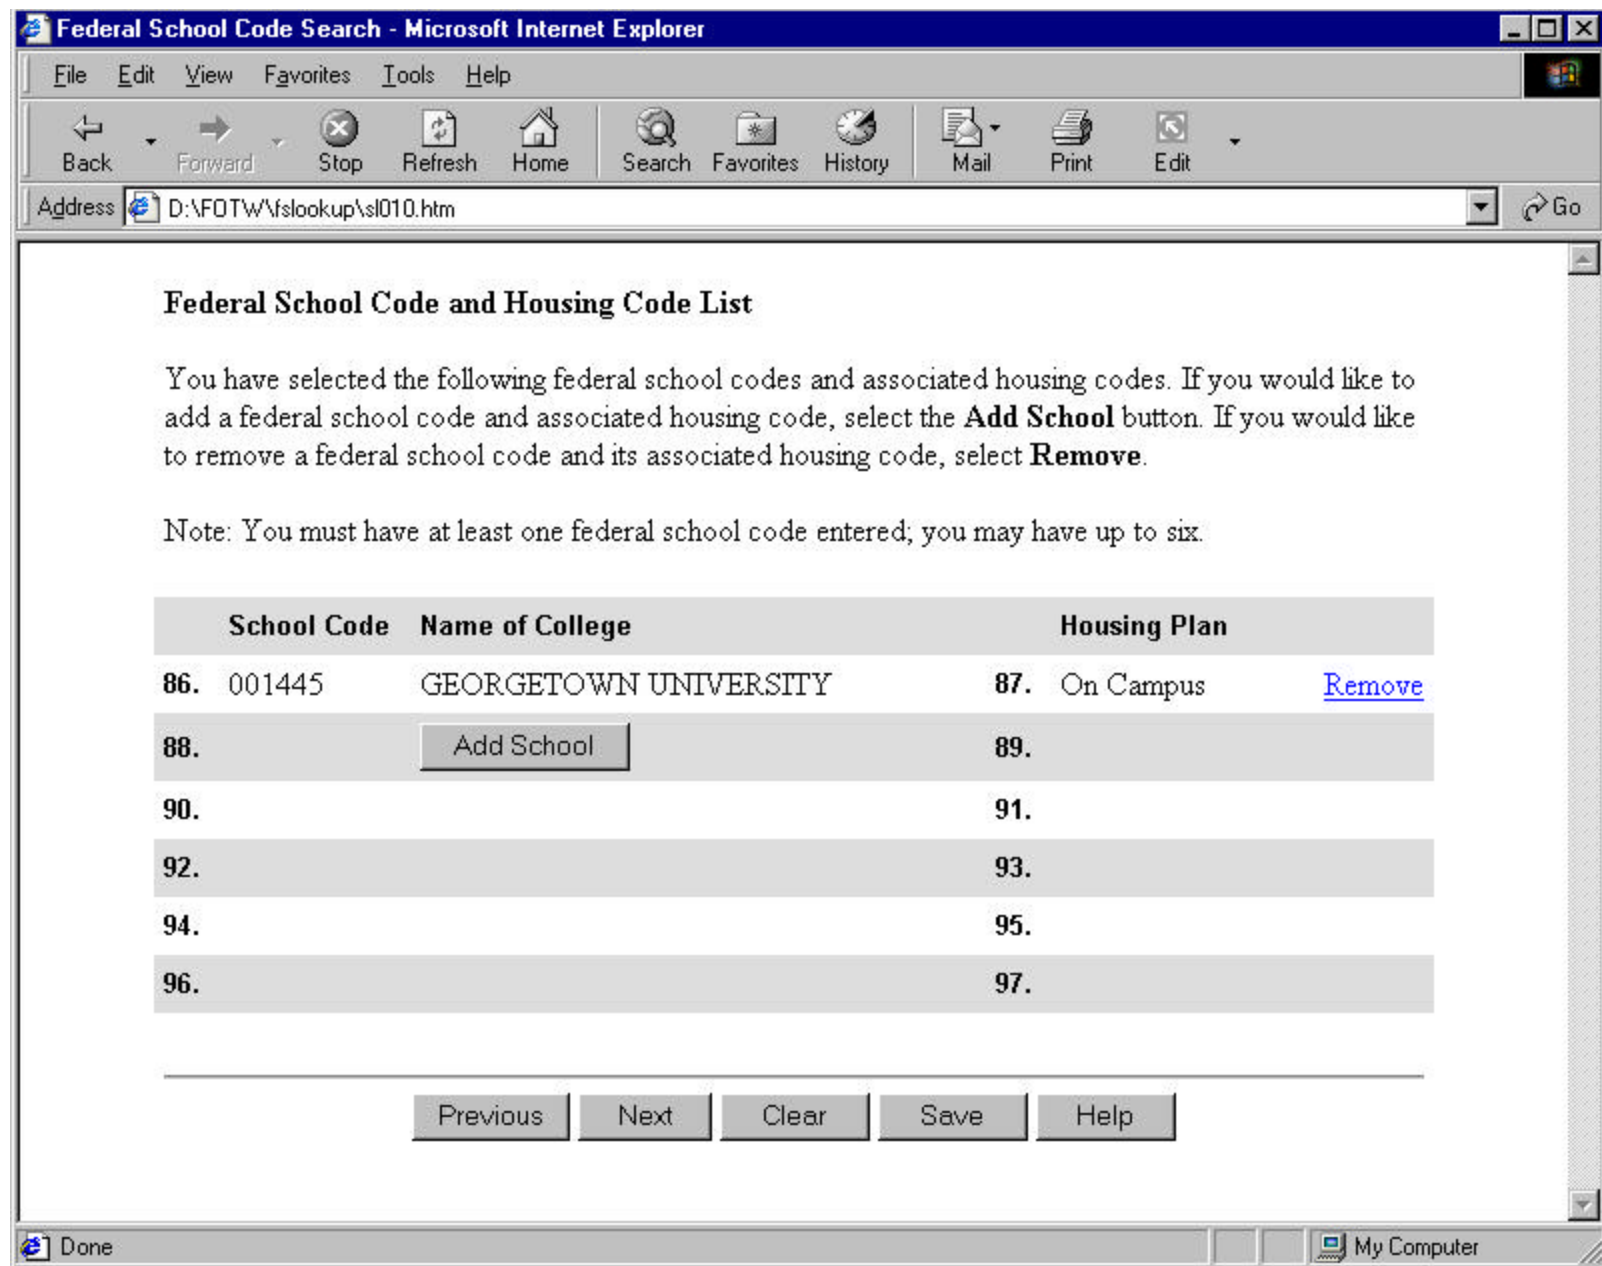 Federal School Code Search - Microsoft Internet Explorer
File Edit View Favorites Tools Help
Back Forward Stop Refresh Home Search Favorites History Mail Print Edit
Address D:\FOTW\fslookup\sl010.htm Go
Federal School Code and Housing Code List
You have selected the following federal school codes and associated housing codes. If you would like to
add a federal school code and associated housing code, select the Add School button. If you would like
to remove a federal school code and its associated housing code, select Remove.
Note: You must have at least one federal school code entered; you may have up to six.
School Code Name of College Housing Plan
86. 001445 GEORGETOWN UNIVERSITY 87. On Campus Remove
88. Add School 89.
90. 91.
92. 93.
94. 95.
96. 97.
Previous Next Clear Save Help
Done My Computer